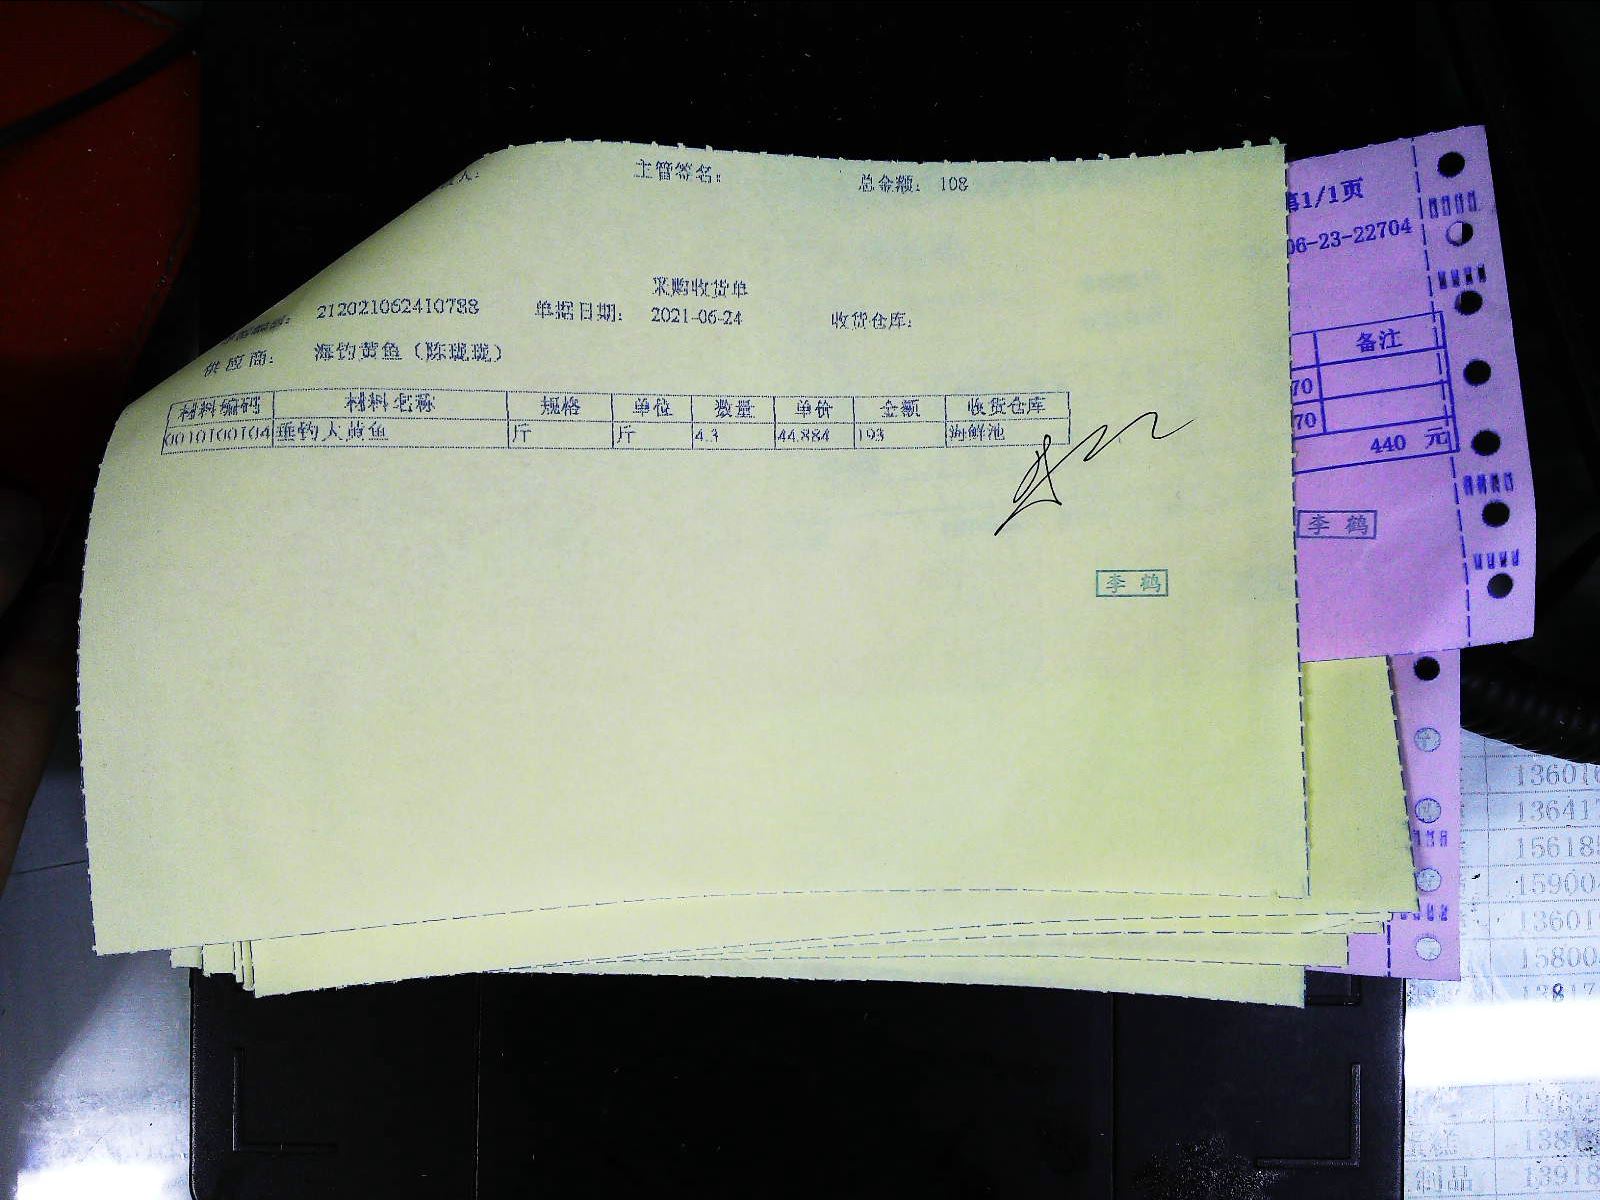 主管签名： 总金额： 108
采购收货单
212021062410788 单据日期： 2021-06-24 收货仓库：
供应商： 海钓黄鱼（陈珑珑）
材料编码 材料名称 规格 单位 数量 单价 金额 收货仓库
0010100104 垂钓大黄鱼 斤 斤 4.3 44.884 193 海鲜池
李鹤
第1/1页
06-23-22704
备注
70
70
440 元
李鹤
13601
13641
15618
15900
13601
15800
13817
1381
制品 13918